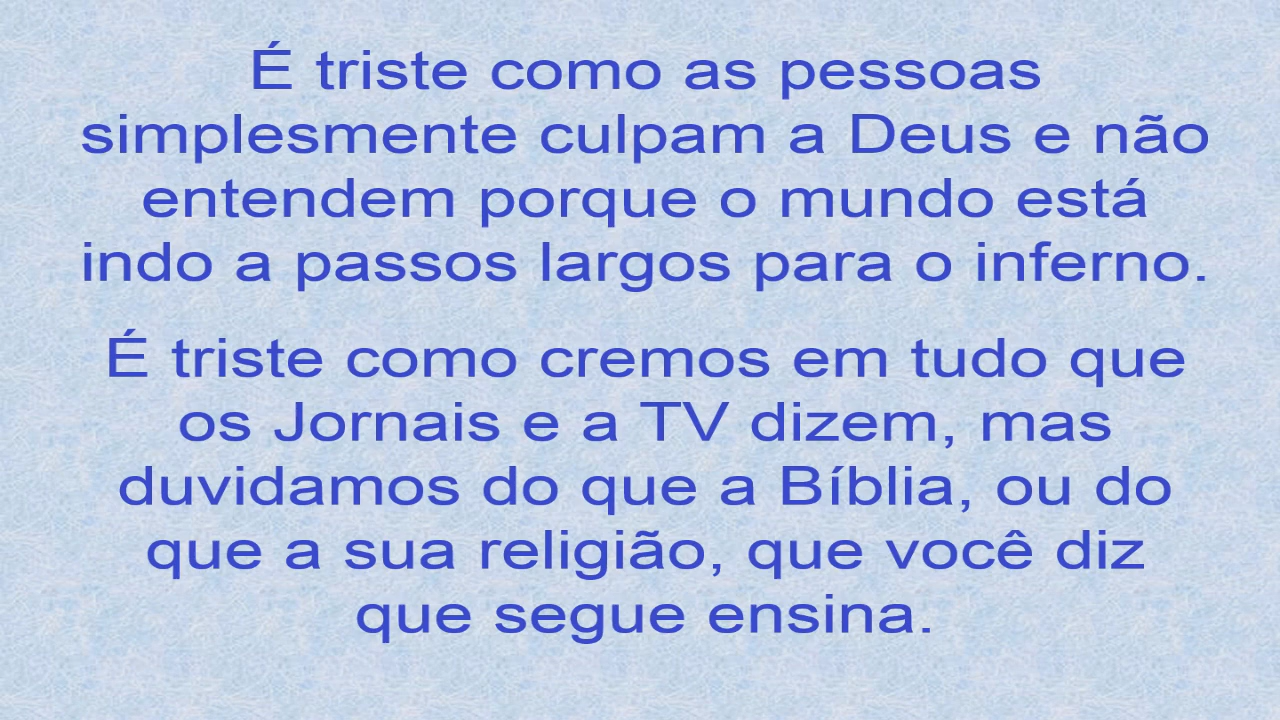 É triste como as pessoas
simplesmente culpam a Deus e não
entendem porque o mundo está
indo a passos largos para o inferno.
É triste como cremos em tudo que
os Jornais e a TV dizem, mas
duvidamos do que a Bíblia, ou do
que a sua religião, que você diz
que segue ensina.